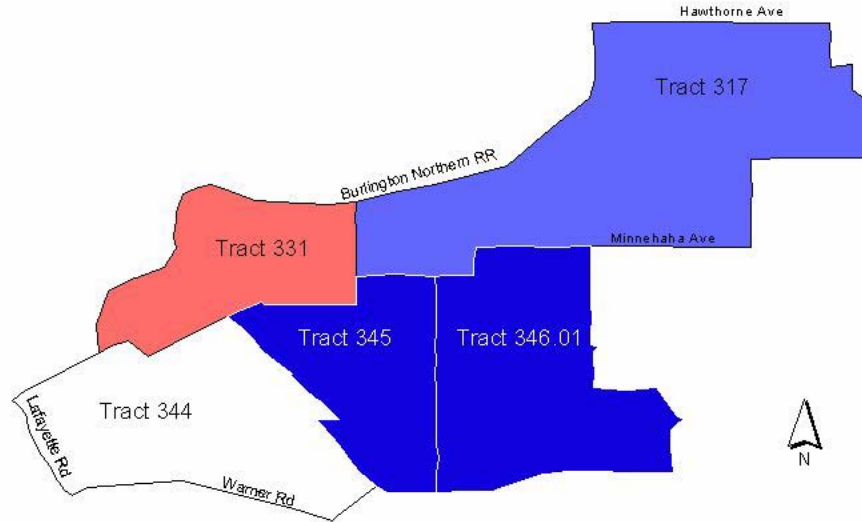 Hawthorne Ave
Tract 317
Burlington Northern RR
Tract 331
Minnehaha Ave
Tract 345
Tract 346.01
Tract 344
Lafayette Rd
Warner Rd
N